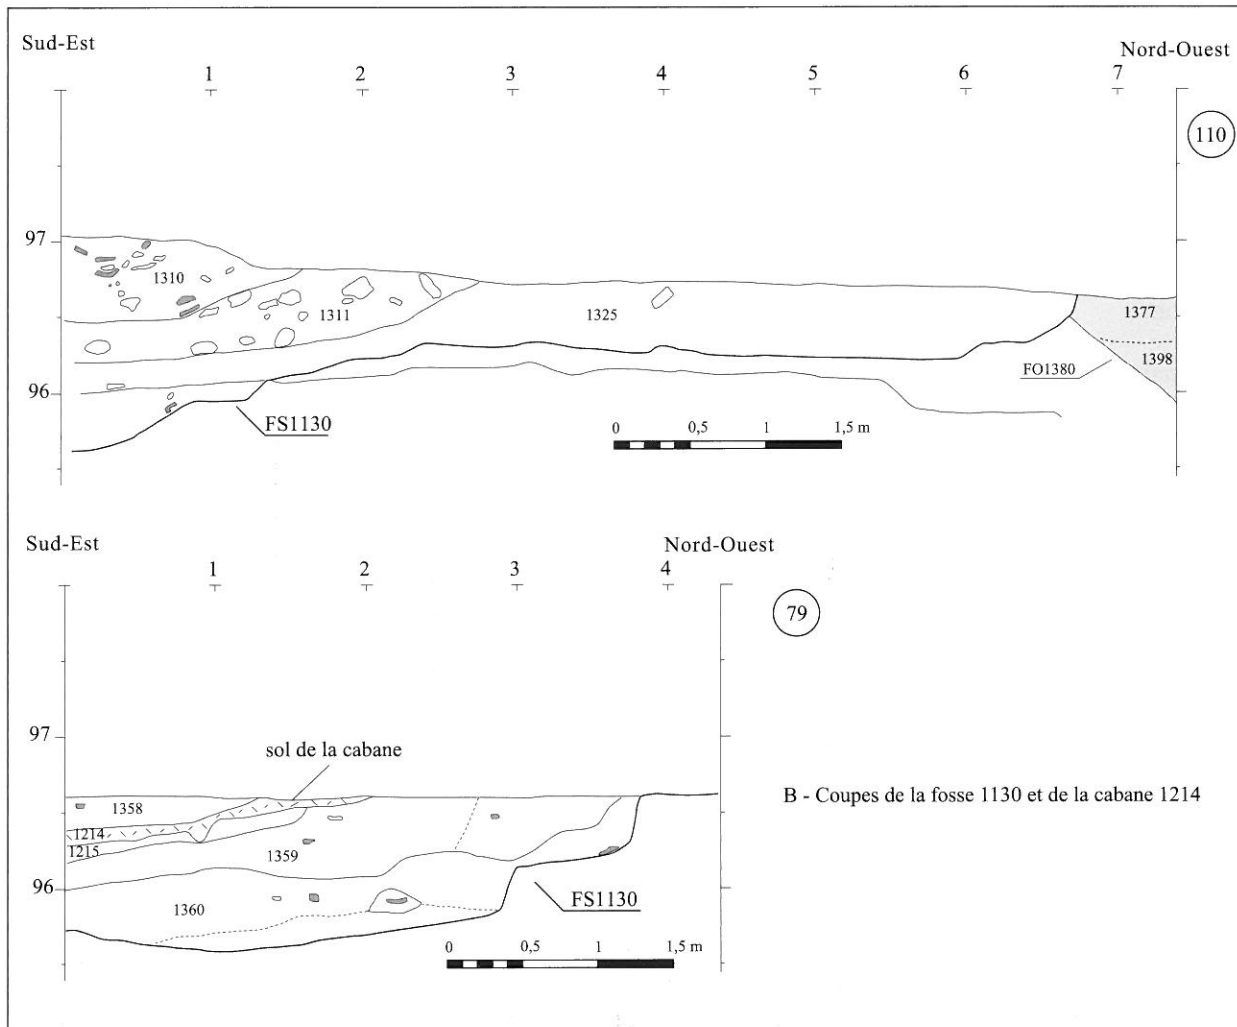 Sud-Est
Nord-Ouest
1 2 3 4 5 6 7
110
97
1310
1311
1325
1377
1398
FO1380
96
FS1130
0 0,5 1 1,5 m
Sud-Est
Nord-Ouest
1 2 3 4
79
97
sol de la cabane
1358
1214
1215
1359
B - Coupes de la fosse 1130 et de la cabane 1214
96
1360
FS1130
0 0,5 1 1,5 m